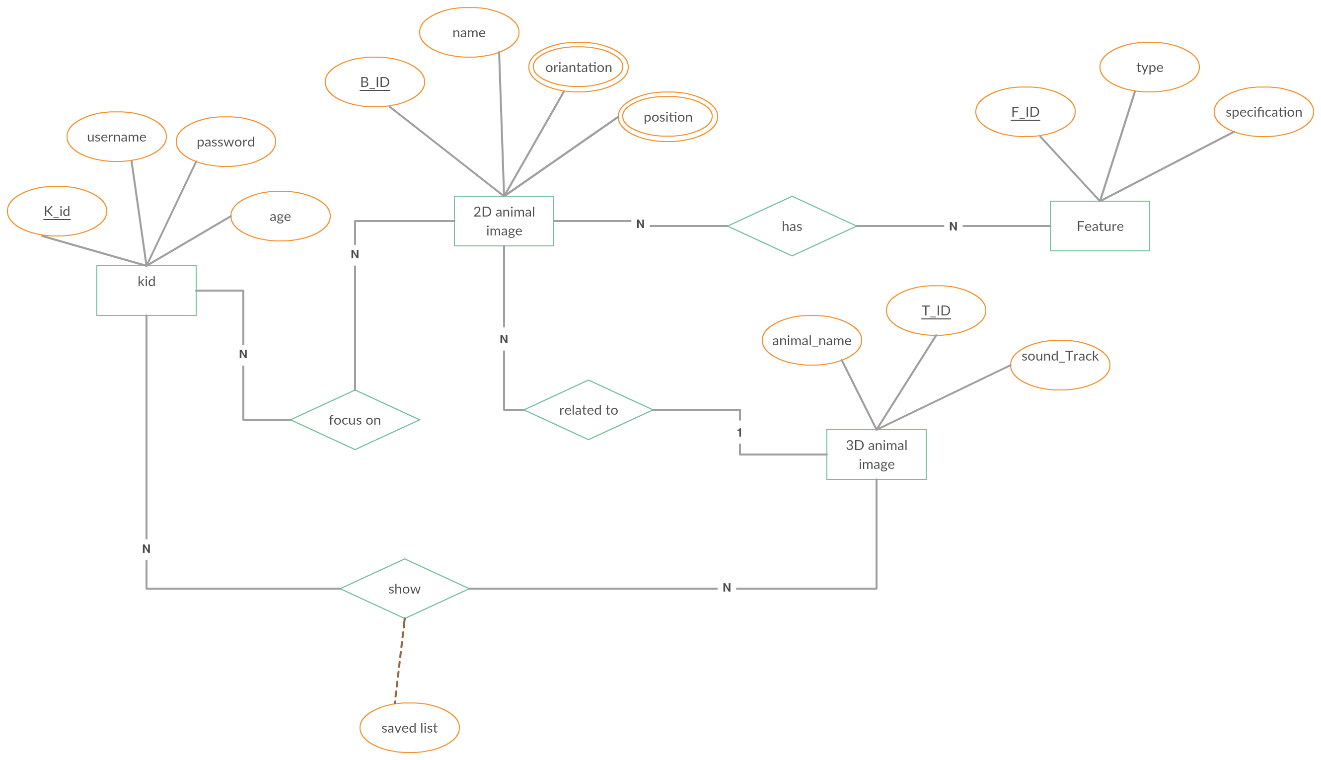 name
oriantation
B_ID
position
type
F_ID
specification
username
password
K_id
age
2D animal
image
N
has
N
Feature
N
kid
T_ID
N
animal_name
sound_Track
N
focus on
related to
1
3D animal
image
N
show
N
saved list